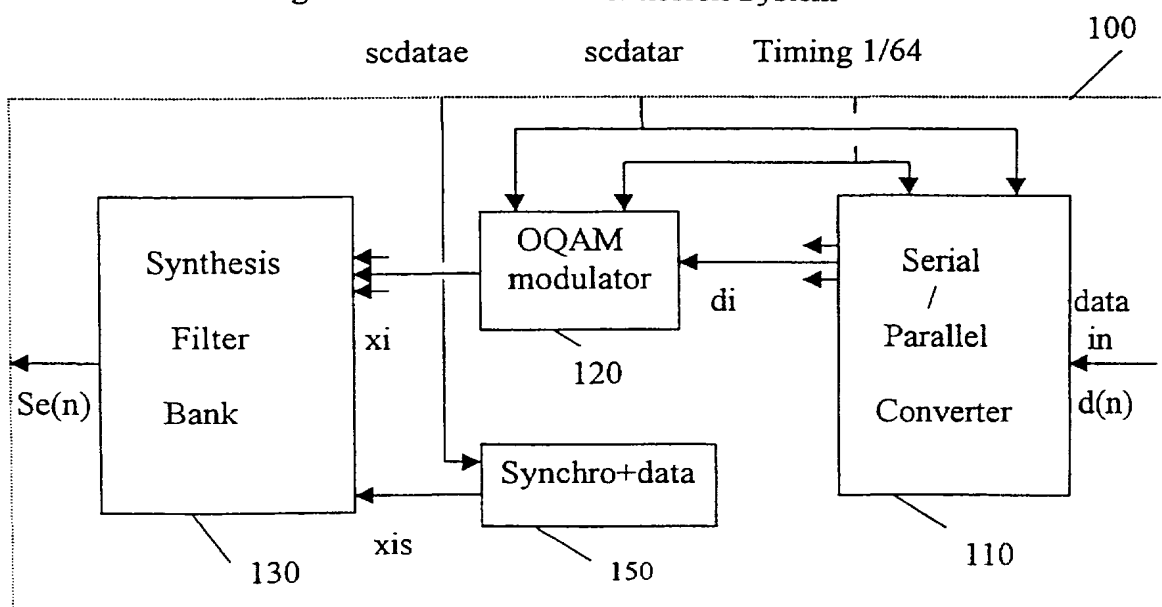 100
scdatae scdatar Timing 1/64
OQAM
modulator
Synthesis
Filter
Bank
Serial
/
Parallel
Converter
data
in
d(n)
di
xi
120
Se(n)
Synchro+data
xis
130
150
110